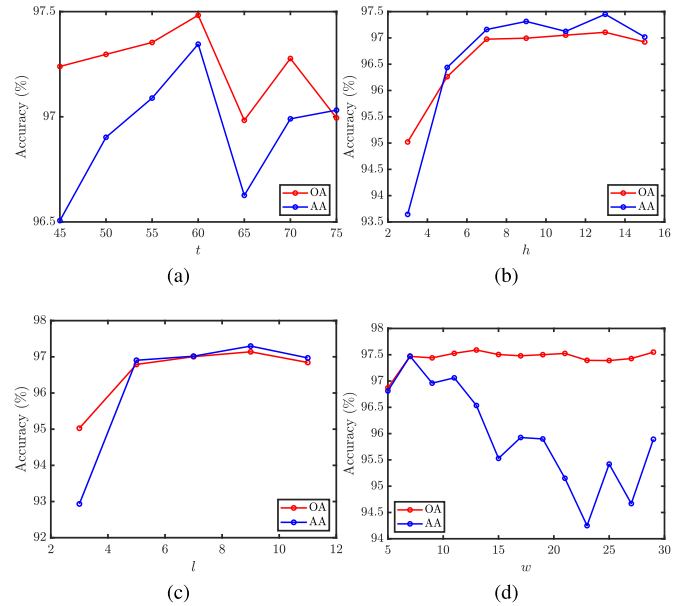 97.5
97
96.5
Accuracy (%)
OA
AA
45 50 55 60 65 70 75
t
(a)
97.5
97
96.5
96
95.5
95
94.5
94
93.5
Accuracy (%)
OA
AA
2 4 6 8 10 12 14 16
h
(b)
98
97
96
95
94
93
92
Accuracy (%)
OA
AA
2 4 6 8 10 12
l
(c)
98
97.5
97
96.5
96
95.5
95
94.5
94
Accuracy (%)
OA
AA
5 10 15 20 25 30
w
(d)